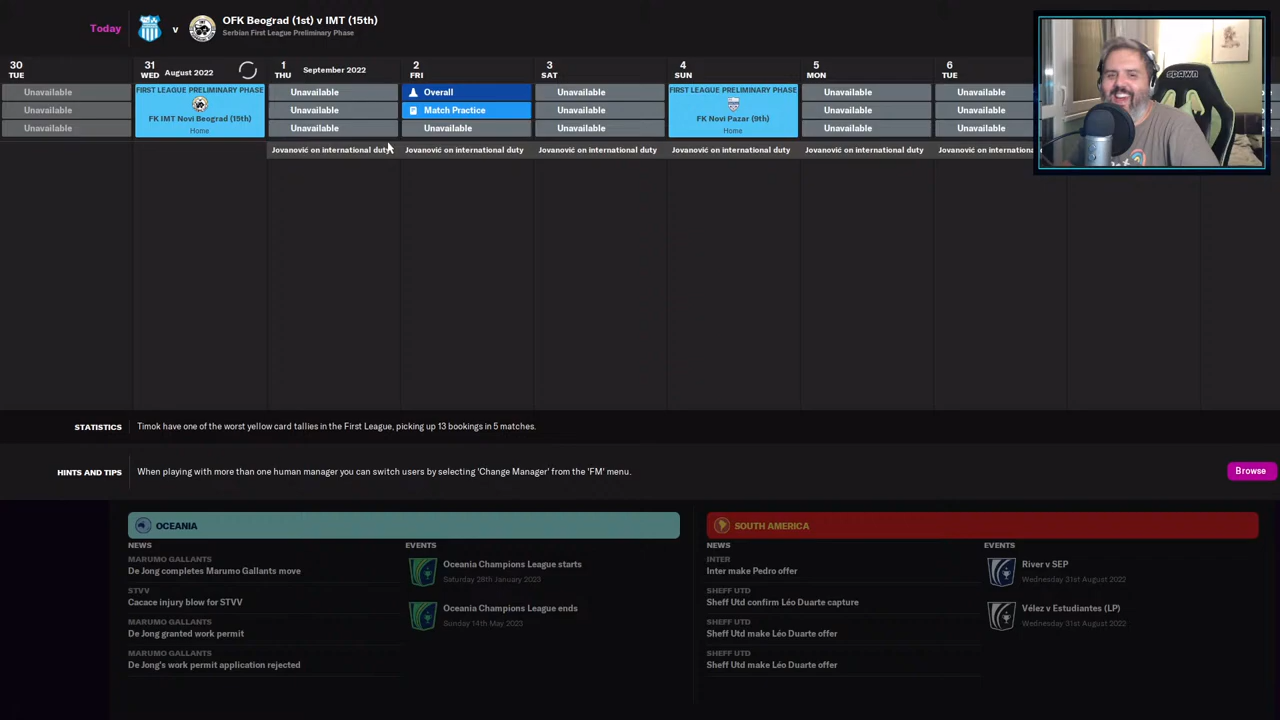 Today
v
OFK Beograd (1st) v IMT (15th)
Serbian First League Preliminary Phase
30
TUE
31
WED
August 2022
1
THU
September 2022
2
FRI
3
SAT
4
SUN
5
MON
6
TUE
Unavailable
Unavailable
Unavailable
FIRST LEAGUE PRELIMINARY PHASE
FK IMT Novi Beograd (15th)
Home
Unavailable
Unavailable
Unavailable
Overall
Match Practice
Unavailable
Unavailable
Unavailable
Unavailable
FIRST LEAGUE PRELIMINARY PHASE
FK Novi Pazar (9th)
Home
Unavailable
Unavailable
Unavailable
Unavailable
Unavailable
Unavailable
Jovanović on international duty
Jovanović on international duty
Jovanović on international duty
Jovanović on international duty
Jovanović on international duty
Jovanović on internationa
SPAWN
STATISTICS
Timok have one of the worst yellow card tallies in the First League, picking up 13 bookings in 5 matches.
HINTS AND TIPS
When playing with more than one human manager you can switch users by selecting 'Change Manager' from the 'FM' menu.
Browse
OCEANIA
NEWS
MARUMO GALLANTS
De Jong completes Marumo Gallants move
STVV
Cacace injury blow for STVV
MARUMO GALLANTS
De Jong granted work permit
MARUMO GALLANTS
De Jong's work permit application rejected
EVENTS
Oceania Champions League starts
Saturday 28th January 2023
Oceania Champions League ends
Sunday 14th May 2023
SOUTH AMERICA
NEWS
INTER
Inter make Pedro offer
SHEFF UTD
Sheff Utd confirm Léo Duarte capture
SHEFF UTD
Sheff Utd make Léo Duarte offer
SHEFF UTD
Sheff Utd make Léo Duarte offer
EVENTS
River v SEP
Wednesday 31st August 2022
Vélez v Estudiantes (LP)
Wednesday 31st August 2022